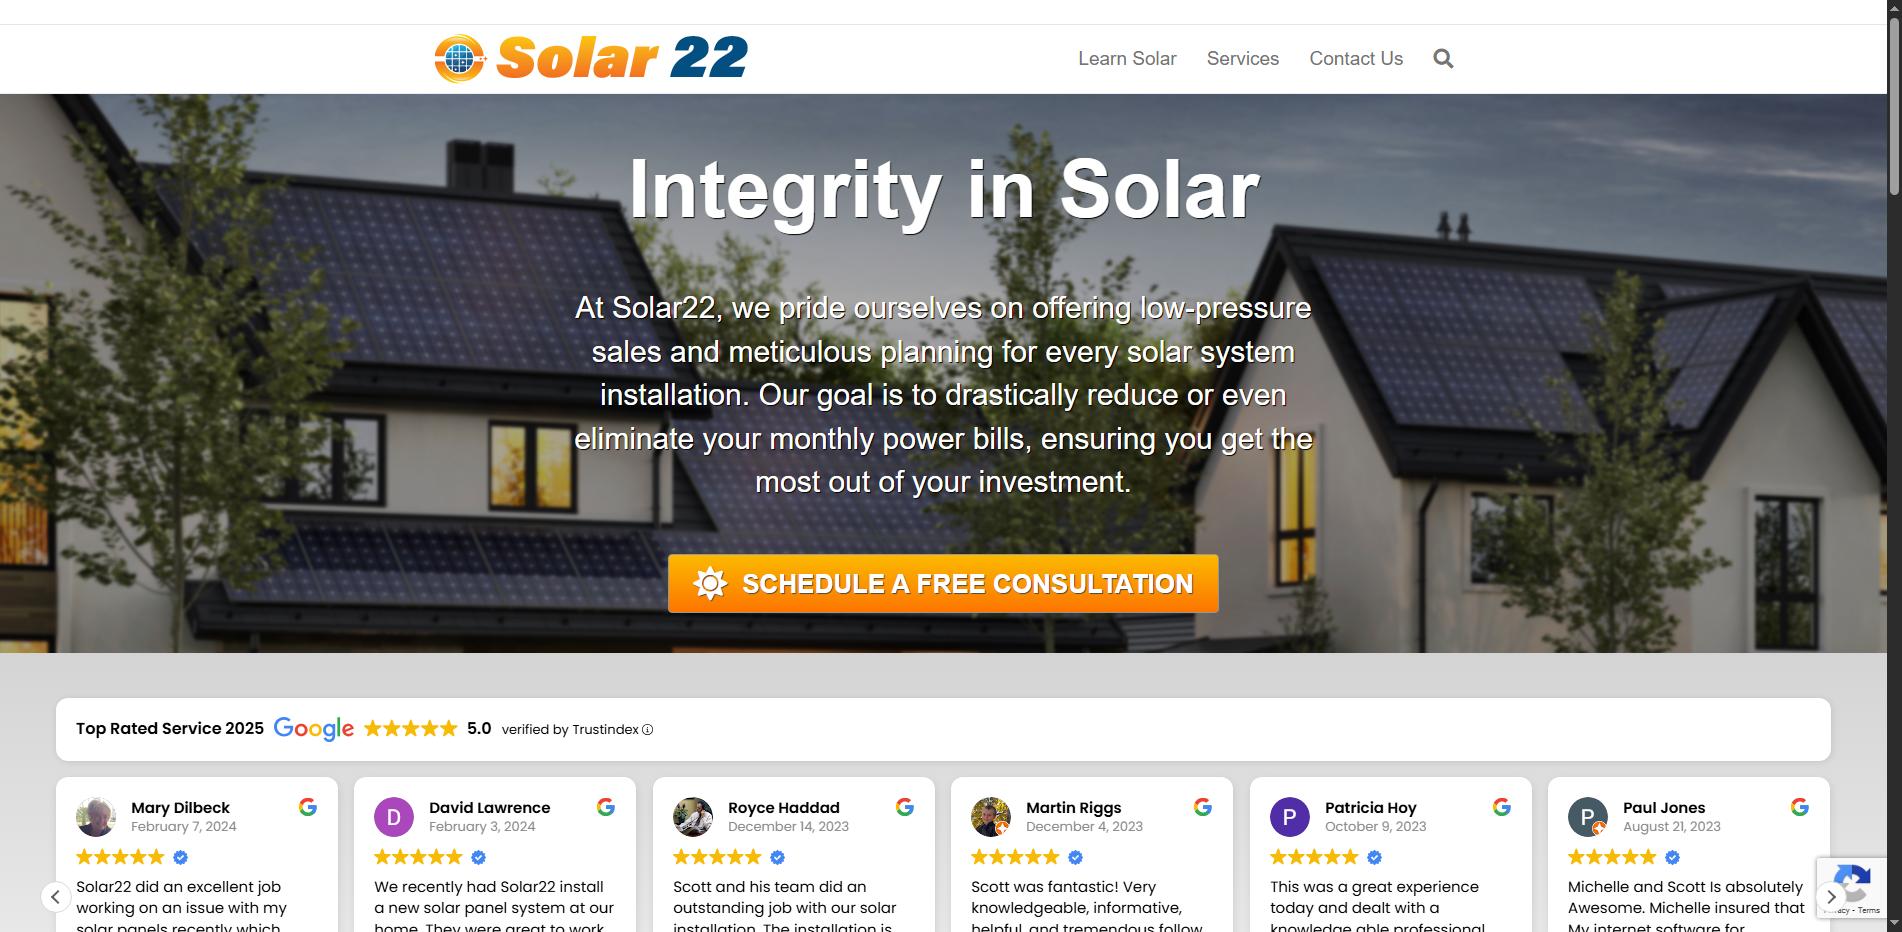 Solar 22
Learn Solar
Services
Contact Us
Integrity in Solar
At Solar22, we pride ourselves on offering low-pressure
sales and meticulous planning for every solar system
installation. Our goal is to drastically reduce or even
eliminate your monthly power bills, ensuring you get the
most out of your investment.
SCHEDULE A FREE CONSULTATION
Top Rated Service 2025 Google 5.0 verified by Trustindex
Mary Dilbeck
February 7, 2024
Solar22 did an excellent job
working on an issue with my
solar panels recently which
D
David Lawrence
February 3, 2024
We recently had Solar22 install
a new solar panel system at our
home. They were great to work
Royce Haddad
December 14, 2023
Scott and his team did an
outstanding job with our solar
installation. The installation is
Martin Riggs
December 4, 2023
Scott was fantastic! Very
knowledgeable, informative,
helpful, and tremendous follow
P
Patricia Hoy
October 9, 2023
This was a great experience
today and dealt with a
knowledge able professional
P
Paul Jones
August 21, 2023
Michelle and Scott Is absolutely
Awesome. Michelle insured that
My internet software for
- Terms